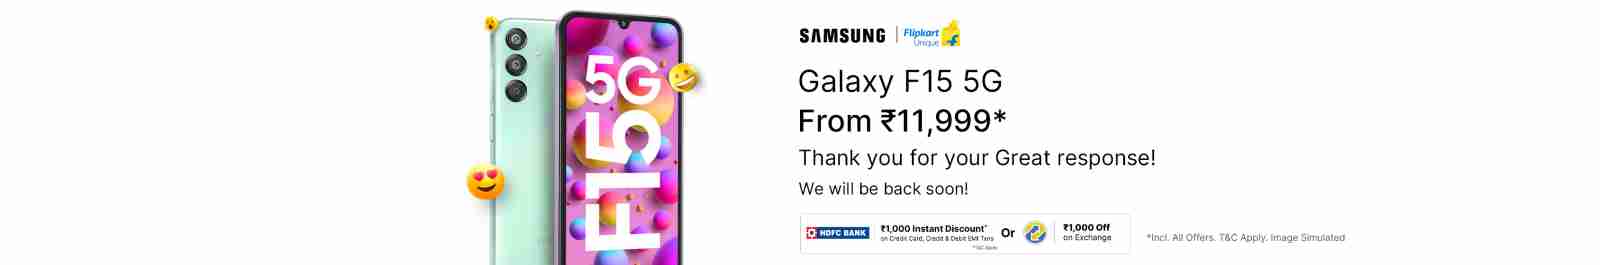 5G
F15
SAMSUNG
Flipkart
Unique
Galaxy F15 5G
From ₹11,999*
Thank you for your Great response!
We will be back soon!
HDFC BANK
₹1,000 Instant Discount*
on Credit Card, Credit & Debit EMI Txns
*T&C Apply
Or
₹1,000 Off
on Exchange
*Incl. All Offers. T&C Apply. Image Simulated